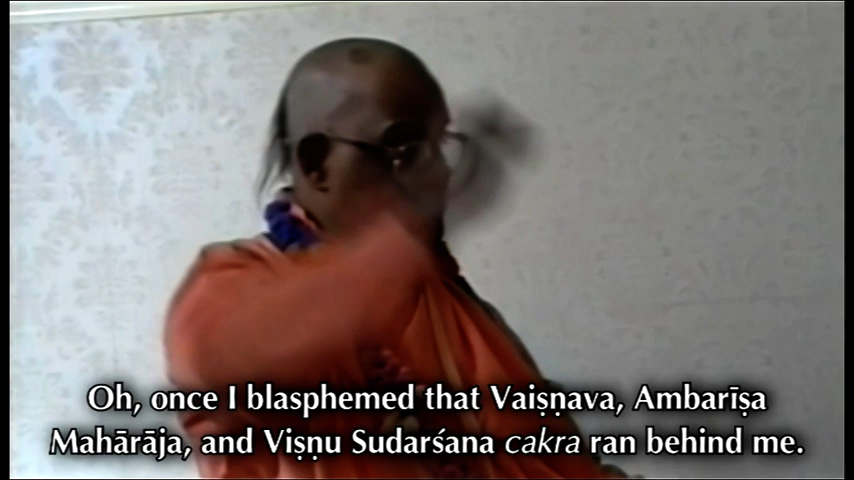 Oh, once I blasphemed that Vaiṣṇava, Ambarīṣa
Mahārāja, and Viṣṇu Sudarśana cakra ran behind me.